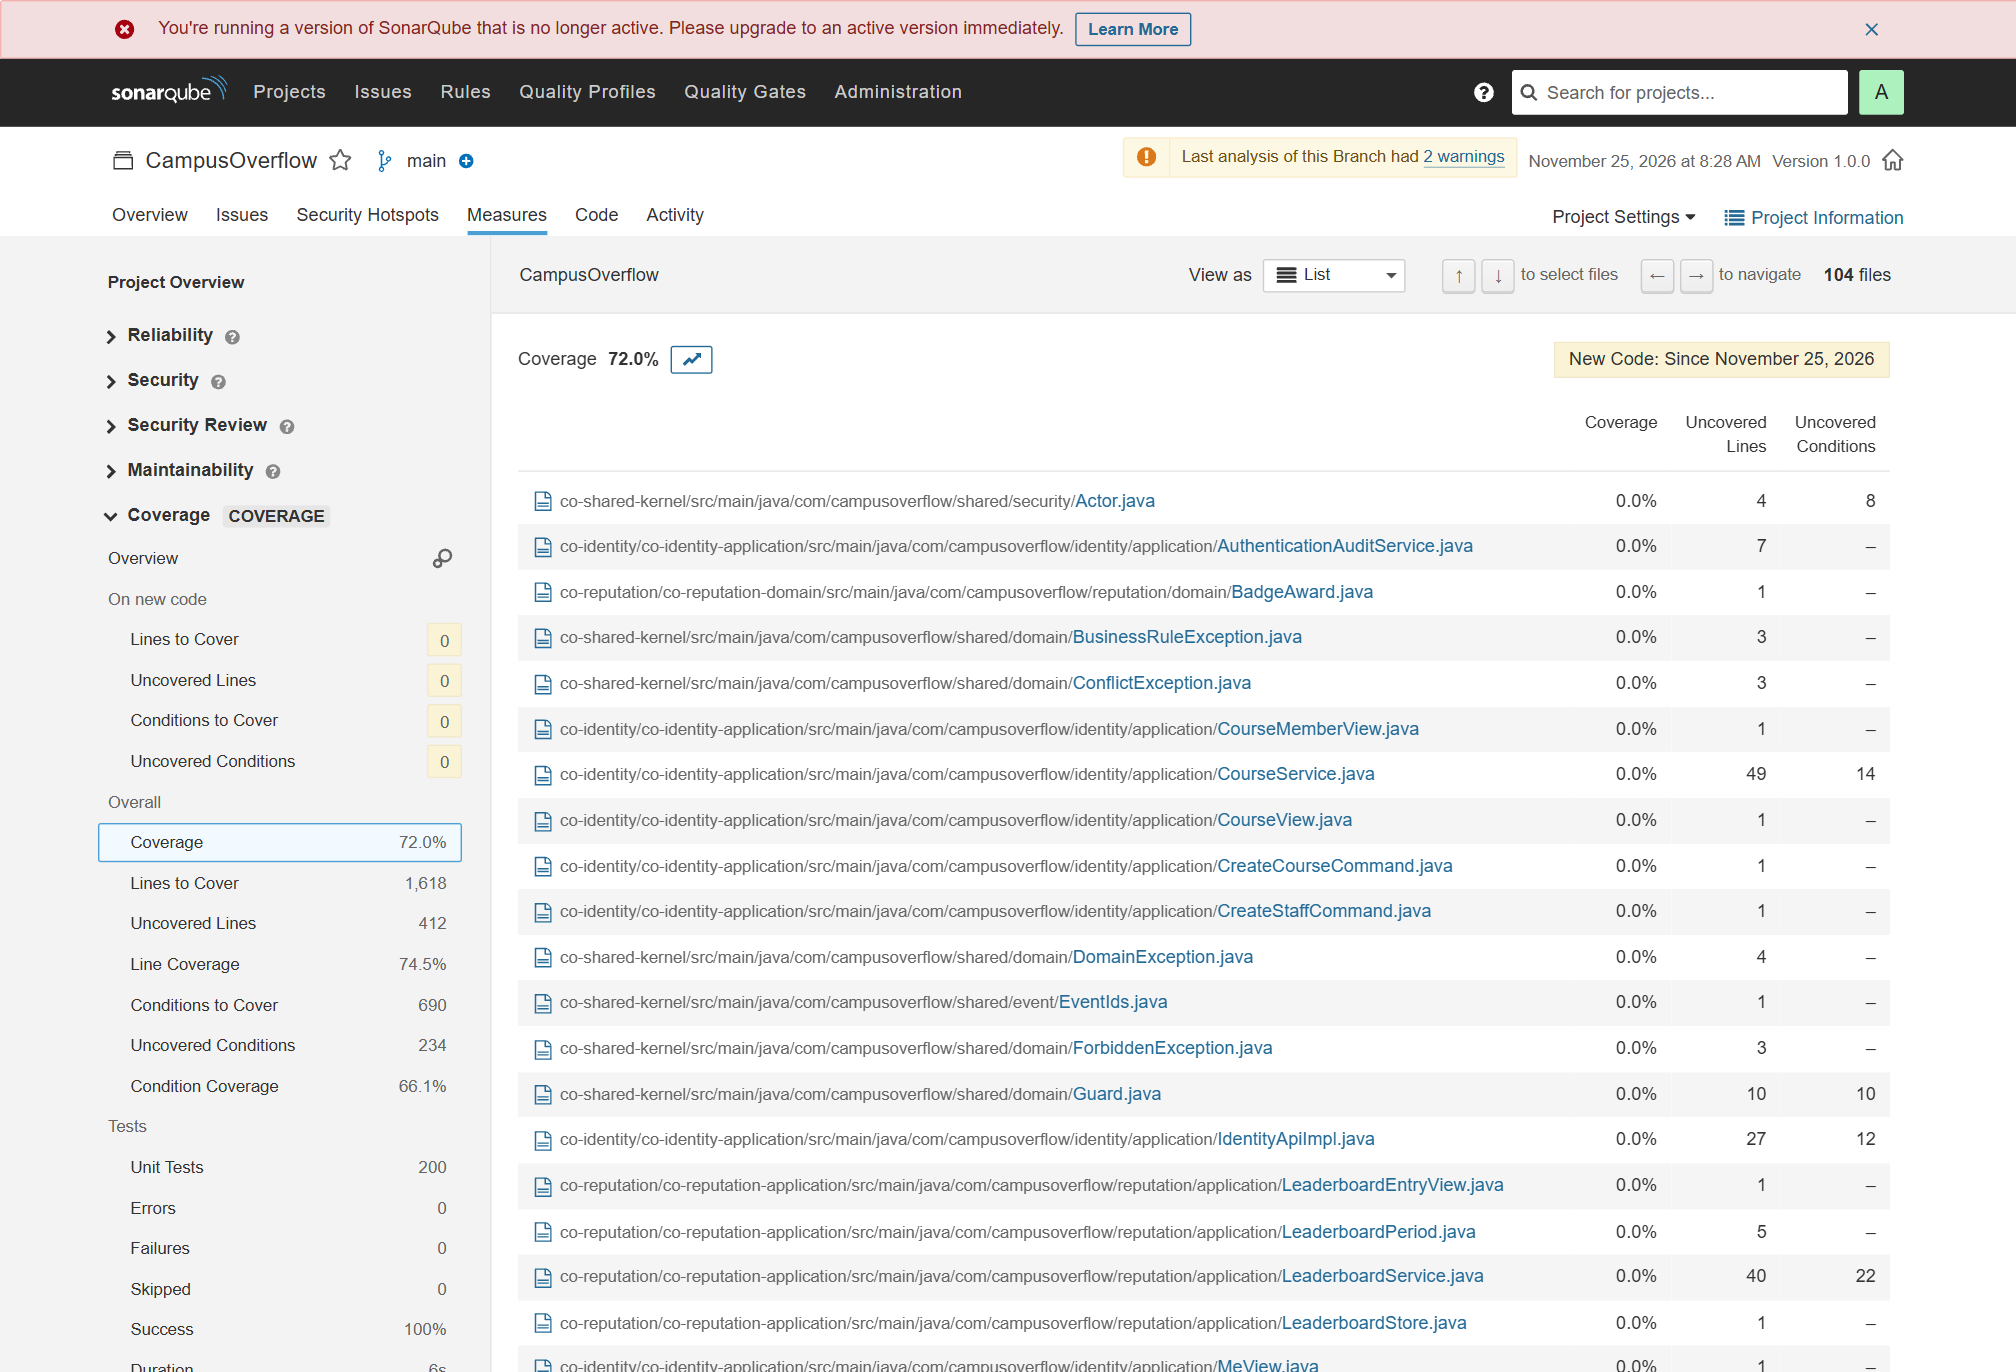 You're running a version of SonarQube that is no longer active. Please upgrade to an active version immediately. Learn More
sonarqube Projects Issues Rules Quality Profiles Quality Gates Administration Search for projects... A
CampusOverflow main Last analysis of this Branch had 2 warnings November 25, 2026 at 8:28 AM Version 1.0.0
Overview Issues Security Hotspots Measures Code Activity Project Settings Project Information
Project Overview
Reliability
Security
Security Review
Maintainability
Coverage COVERAGE
Overview
On new code
Lines to Cover 0
Uncovered Lines 0
Conditions to Cover 0
Uncovered Conditions 0
Overall
Coverage 72.0%
Lines to Cover 1,618
Uncovered Lines 412
Line Coverage 74.5%
Conditions to Cover 690
Uncovered Conditions 234
Condition Coverage 66.1%
Tests
Unit Tests 200
Errors 0
Failures 0
Skipped 0
Success 100%
Duration 6s
CampusOverflow View as List ↑ ↓ to select files ← → to navigate 104 files
Coverage 72.0% New Code: Since November 25, 2026
Coverage Uncovered Lines Uncovered Conditions
co-shared-kernel/src/main/java/com/campusoverflow/shared/security/Actor.java 0.0% 4 8
co-identity/co-identity-application/src/main/java/com/campusoverflow/identity/application/AuthenticationAuditService.java 0.0% 7 –
co-reputation/co-reputation-domain/src/main/java/com/campusoverflow/reputation/domain/BadgeAward.java 0.0% 1 –
co-shared-kernel/src/main/java/com/campusoverflow/shared/domain/BusinessRuleException.java 0.0% 3 –
co-shared-kernel/src/main/java/com/campusoverflow/shared/domain/ConflictException.java 0.0% 3 –
co-identity/co-identity-application/src/main/java/com/campusoverflow/identity/application/CourseMemberView.java 0.0% 1 –
co-identity/co-identity-application/src/main/java/com/campusoverflow/identity/application/CourseService.java 0.0% 49 14
co-identity/co-identity-application/src/main/java/com/campusoverflow/identity/application/CourseView.java 0.0% 1 –
co-identity/co-identity-application/src/main/java/com/campusoverflow/identity/application/CreateCourseCommand.java 0.0% 1 –
co-identity/co-identity-application/src/main/java/com/campusoverflow/identity/application/CreateStaffCommand.java 0.0% 1 –
co-shared-kernel/src/main/java/com/campusoverflow/shared/domain/DomainException.java 0.0% 4 –
co-shared-kernel/src/main/java/com/campusoverflow/shared/event/EventIds.java 0.0% 1 –
co-shared-kernel/src/main/java/com/campusoverflow/shared/domain/ForbiddenException.java 0.0% 3 –
co-shared-kernel/src/main/java/com/campusoverflow/shared/domain/Guard.java 0.0% 10 10
co-identity/co-identity-application/src/main/java/com/campusoverflow/identity/application/IdentityApiImpl.java 0.0% 27 12
co-reputation/co-reputation-application/src/main/java/com/campusoverflow/reputation/application/LeaderboardEntryView.java 0.0% 1 –
co-reputation/co-reputation-application/src/main/java/com/campusoverflow/reputation/application/LeaderboardPeriod.java 0.0% 5 –
co-reputation/co-reputation-application/src/main/java/com/campusoverflow/reputation/application/LeaderboardService.java 0.0% 40 22
co-reputation/co-reputation-application/src/main/java/com/campusoverflow/reputation/application/LeaderboardStore.java 0.0% 1 –
co-identity/co-identity-application/src/main/java/com/campusoverflow/identity/application/MeView.java 0.0% 1 –